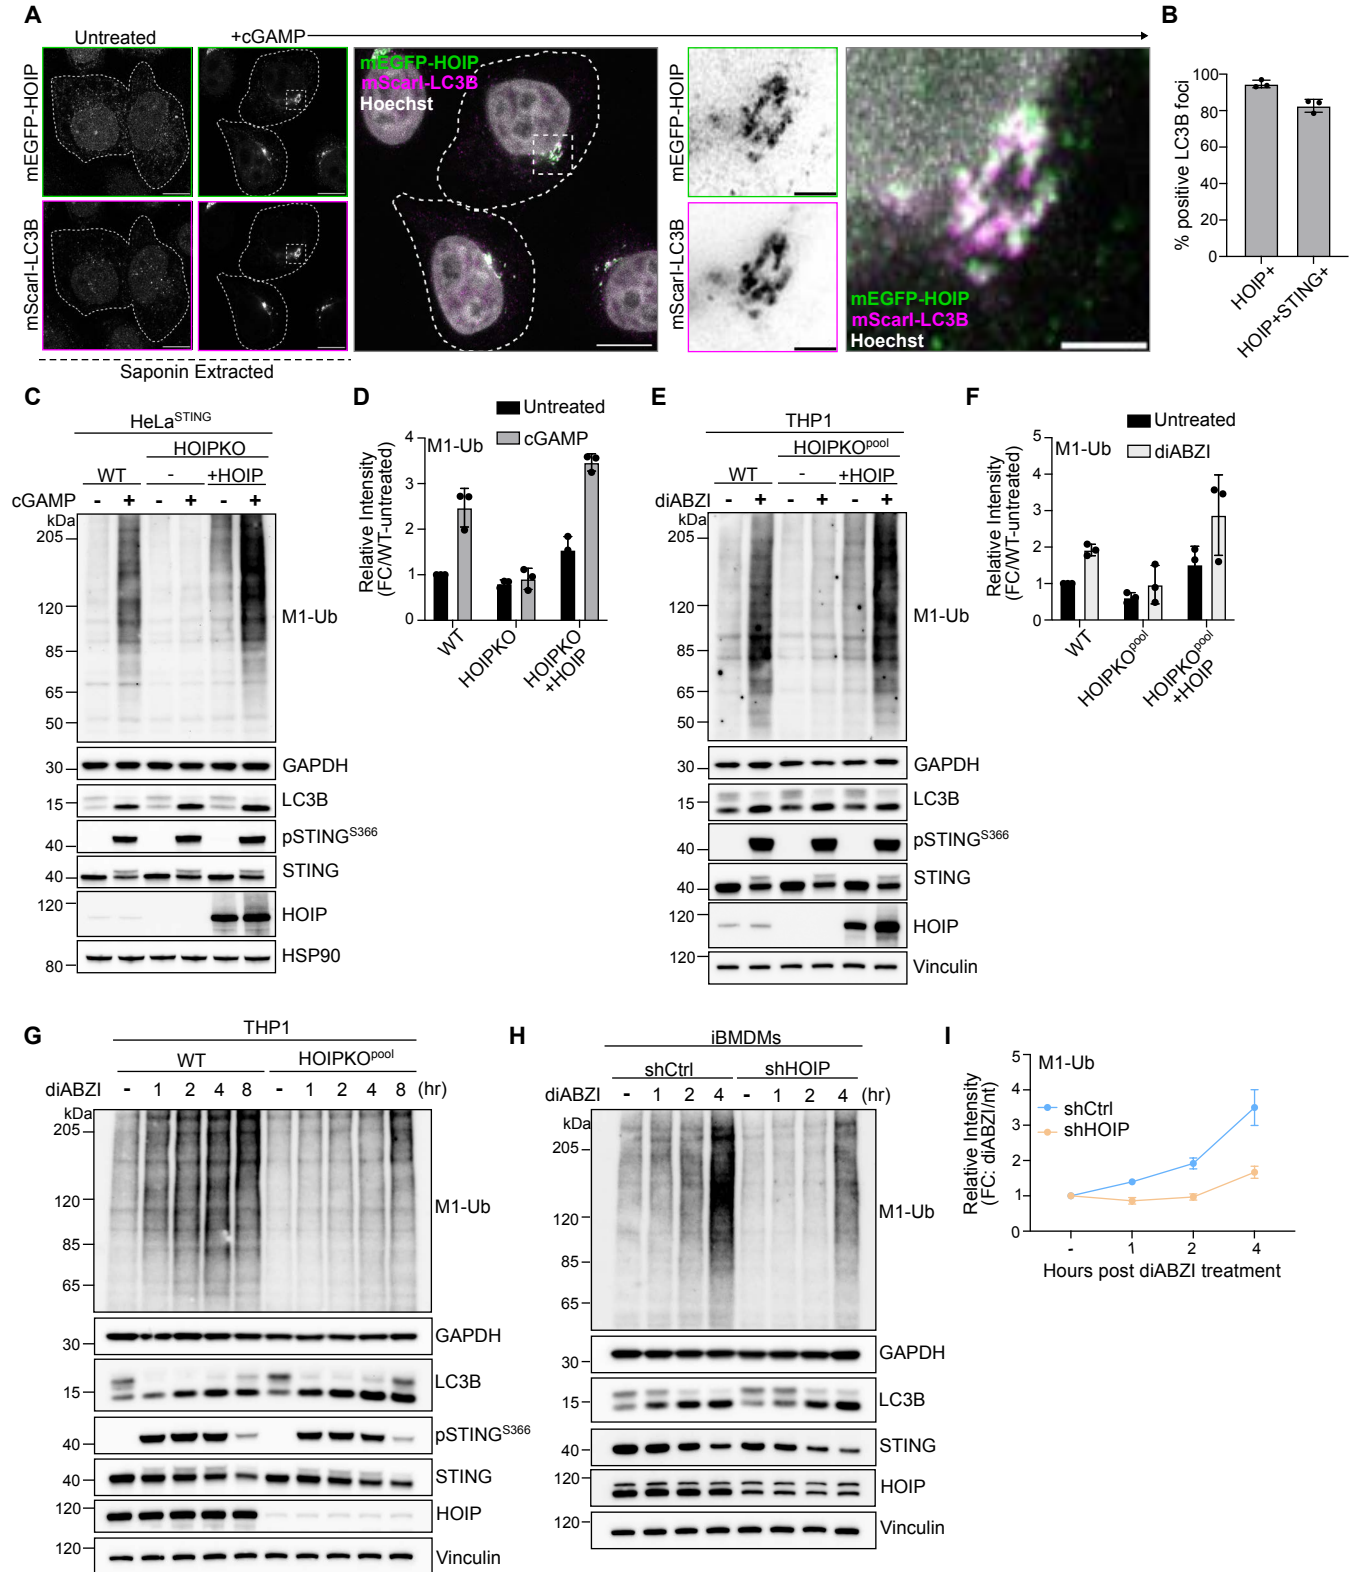 A
Untreated
+cGAMP
mEGFP-HOIP
mScarI-LC3B
mEGFP-HOIP
mScarI-LC3B
Hoechst
mEGFP-HOIP
mScarI-LC3B
mEGFP-HOIP
mScarI-LC3B
Hoechst
Saponin Extracted
B
% positive LC3B foci
100
80
60
40
20
0
HOIP+
HOIP+STING+
C
HeLaSTING
HOIPKO
WT - +HOIP
cGAMP - + - + - +
kDa
205
120
85
65
50
M1-Ub
30 GAPDH
15 LC3B
40 pSTINGS366
40 STING
120 HOIP
80 HSP90
D
Untreated
cGAMP
M1-Ub
Relative Intensity
(FC/WT-untreated)
4
3
2
1
0
WT
HOIPKO
HOIPKO
+HOIP
E
THP1
HOIPKOpool
WT - +HOIP
diABZI - + - + - +
kDa
205
120
85
65
50
M1-Ub
30 GAPDH
15 LC3B
40 pSTINGS366
40 STING
120 HOIP
120 Vinculin
F
Untreated
diABZI
M1-Ub
Relative Intensity
(FC/WT-untreated)
5
4
3
2
1
0
WT
HOIPKOpool
HOIPKOpool
+HOIP
G
THP1
WT HOIPKOpool
diABZI - 1 2 4 8 - 1 2 4 8 (hr)
kDa
205
120
85
65
M1-Ub
30 GAPDH
15 LC3B
40 pSTINGS366
40 STING
120 HOIP
120 Vinculin
H
iBMDMs
shCtrl shHOIP
diABZI - 1 2 4 - 1 2 4 (hr)
kDa
205
120
85
65
M1-Ub
30 GAPDH
15 LC3B
40 STING
120 HOIP
120 Vinculin
I
M1-Ub
shCtrl
shHOIP
Relative Intensity
(FC: diABZI/nt)
5
4
3
2
1
0
- 1 2 4
Hours post diABZI treatment